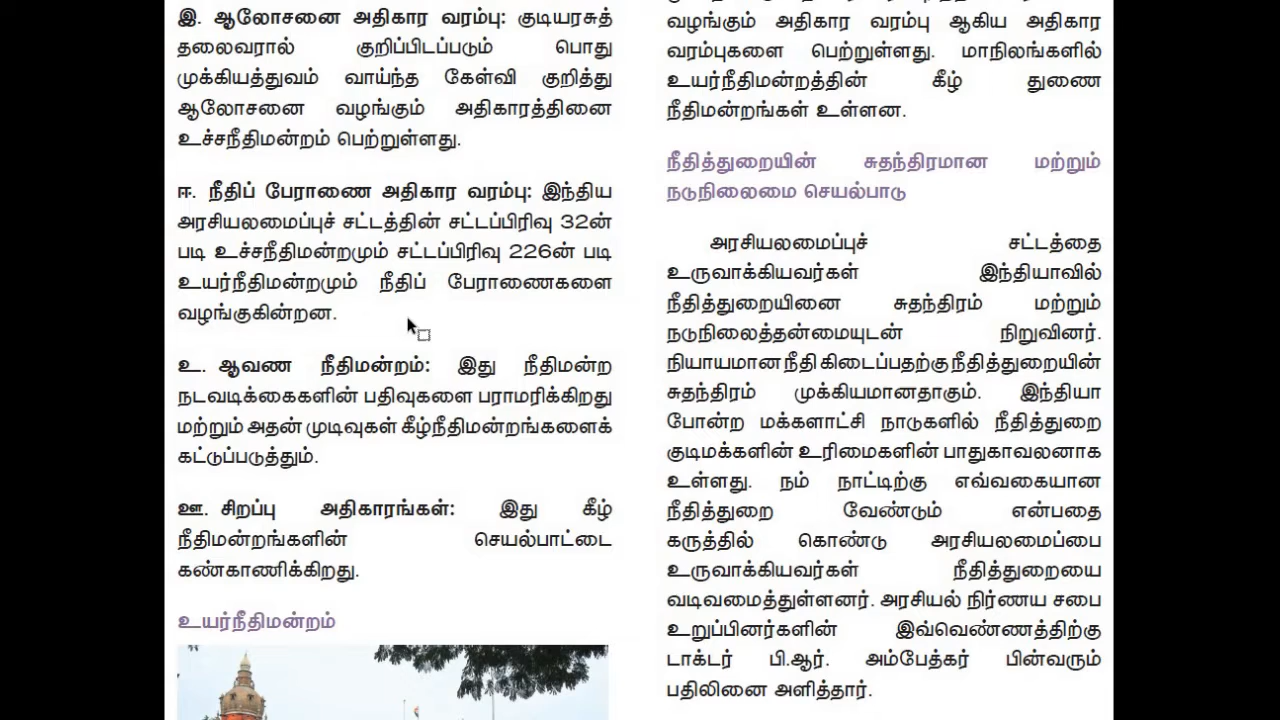 இ. ஆலோசனை அதிகார வரம்பு: குடியரசுத்
தலைவரால் குறிப்பிடப்படும் பொது
முக்கியத்துவம் வாய்ந்த கேள்வி குறித்து
ஆலோசனை வழங்கும் அதிகாரத்தினை
உச்சநீதிமன்றம் பெற்றுள்ளது.
ஈ. நீதிப் பேராணை அதிகார வரம்பு: இந்திய
அரசியலமைப்புச் சட்டத்தின் சட்டப்பிரிவு 32ன்
படி உச்சநீதிமன்றமும் சட்டப்பிரிவு 226ன் படி
உயர்நீதிமன்றமும் நீதிப் பேராணைகளை
வழங்குகின்றன.
உ. ஆவண நீதிமன்றம்: இது நீதிமன்ற
நடவடிக்கைகளின் பதிவுகளை பராமரிக்கிறது
மற்றும் அதன் முடிவுகள் கீழ்நீதிமன்றங்களைக்
கட்டுப்படுத்தும்.
ஊ. சிறப்பு அதிகாரங்கள்: இது கீழ்
நீதிமன்றங்களின் செயல்பாட்டை
கண்காணிக்கிறது.
உயர்நீதிமன்றம்
வழங்கும் அதிகார வரம்பு ஆகிய அதிகார
வரம்புகளை பெற்றுள்ளது. மாநிலங்களில்
உயர்நீதிமன்றத்தின் கீழ் துணை
நீதிமன்றங்கள் உள்ளன.
நீதித்துறையின் சுதந்திரமான மற்றும்
நடுநிலைமை செயல்பாடு
அரசியலமைப்புச் சட்டத்தை
உருவாக்கியவர்கள் இந்தியாவில்
நீதித்துறையினை சுதந்திரம் மற்றும்
நடுநிலைத்தன்மையுடன் நிறுவினர்.
நியாயமான நீதி கிடைப்பதற்கு நீதித்துறையின்
சுதந்திரம் முக்கியமானதாகும். இந்தியா
போன்ற மக்களாட்சி நாடுகளில் நீதித்துறை
குடிமக்களின் உரிமைகளின் பாதுகாவலனாக
உள்ளது. நம் நாட்டிற்கு எவ்வகையான
நீதித்துறை வேண்டும் என்பதை
கருத்தில் கொண்டு அரசியலமைப்பை
உருவாக்கியவர்கள் நீதித்துறையை
வடிவமைத்துள்ளனர். அரசியல் நிர்ணய சபை
உறுப்பினர்களின் இவ்வெண்ணத்திற்கு
டாக்டர் பி.ஆர். அம்பேத்கர் பின்வரும்
பதிலினை அளித்தார்.